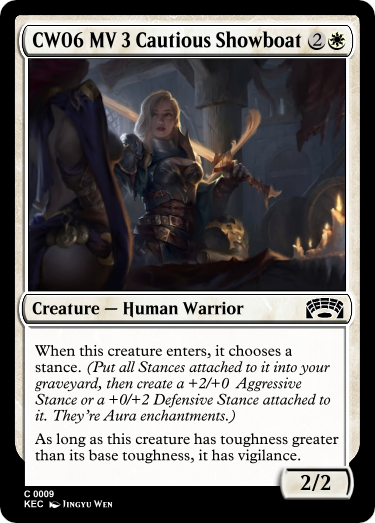 CW06 MV 3 Cautious Showboat 2
Creature — Human Warrior
When this creature enters, it chooses a
stance. (Put all Stances attached to it into your
graveyard, then create a +2/+0 Aggressive
Stance or a +0/+2 Defensive Stance attached to
it. They're Aura enchantments.)
As long as this creature has toughness greater
than its base toughness, it has vigilance.
2/2
C 0009
KEC Jingyu Wen